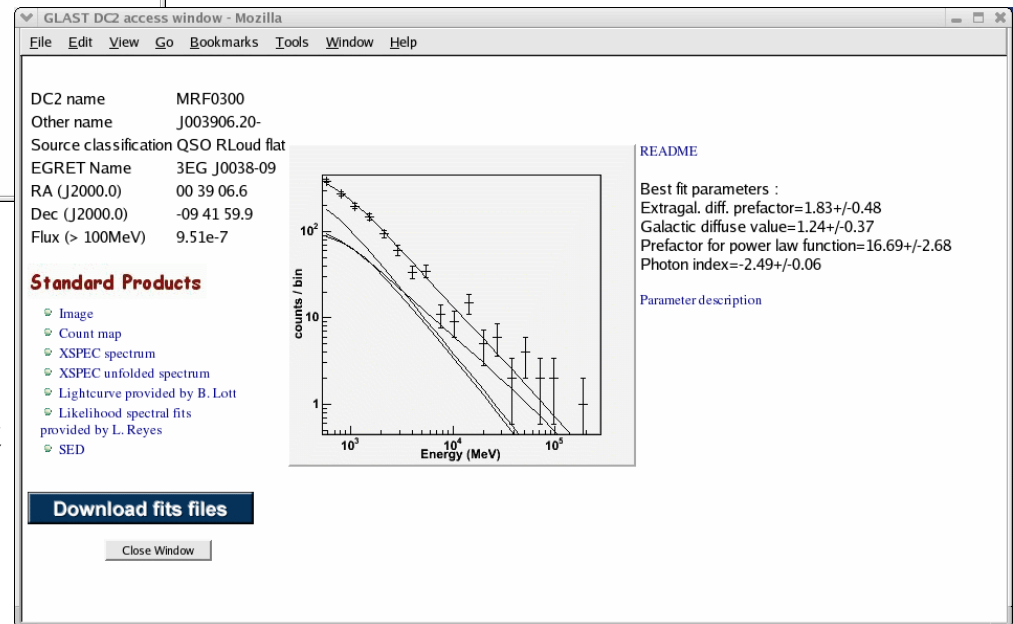 GLAST DC2 access window - Mozilla
File Edit View Go Bookmarks Tools Window Help
DC2 name MRF0300
Other name J003906.20-
Source classification QSO RLoud flat
EGRET Name 3EG J0038-09
RA (J2000.0) 00 39 06.6
Dec (J2000.0) -09 41 59.9
Flux (> 100MeV) 9.51e-7
Standard Products
Image
Count map
XSPEC spectrum
XSPEC unfolded spectrum
Lightcurve provided by B. Lott
Likelihood spectral fits
provided by L. Reyes
SED
Download fits files
Close Window
counts / bin
10²
10
1
10³ 10⁴ 10⁵
Energy (MeV)
README
Best fit parameters :
Extragal. diff. prefactor=1.83+/-0.48
Galactic diffuse value=1.24+/-0.37
Prefactor for power law function=16.69+/-2.68
Photon index=-2.49+/-0.06
Parameter description